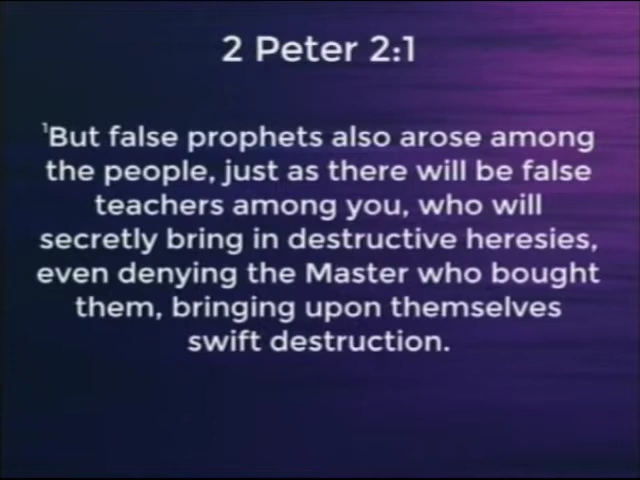 2 Peter 2:1
¹But false prophets also arose among
the people, just as there will be false
teachers among you, who will
secretly bring in destructive heresies,
even denying the Master who bought
them, bringing upon themselves
swift destruction.